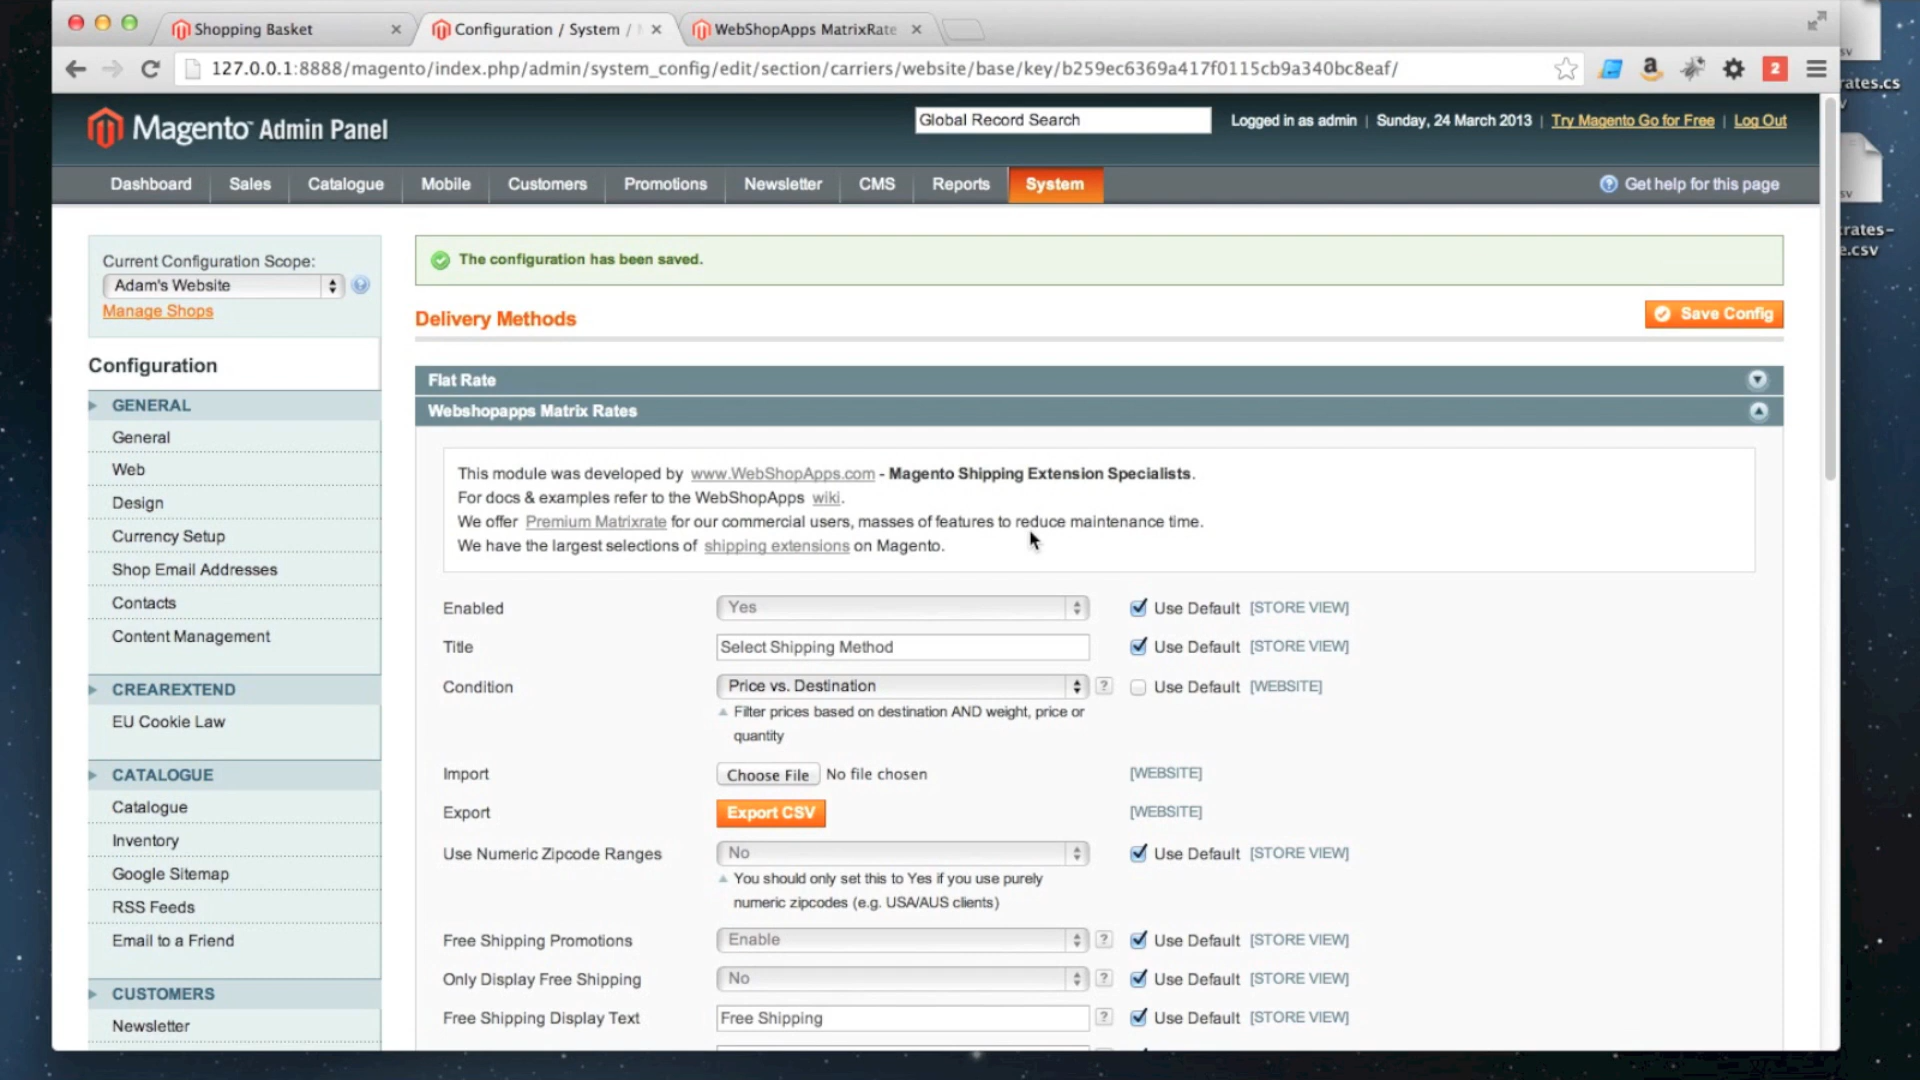 Shopping Basket
Configuration / System /
WebShopApps MatrixRate
127.0.0.1:8888/magento/index.php/admin/system_config/edit/section/carriers/website/base/key/b259ec6369a417f0115cb9a340bc8eaf/
2
Magento Admin Panel
Global Record Search
Logged in as admin | Sunday, 24 March 2013 | Try Magento Go for Free | Log Out
Dashboard Sales Catalogue Mobile Customers Promotions Newsletter CMS Reports System
Get help for this page
Current Configuration Scope:
Adam's Website
Manage Shops
Configuration
GENERAL
General
Web
Design
Currency Setup
Shop Email Addresses
Contacts
Content Management
CREAREXTEND
EU Cookie Law
CATALOGUE
Catalogue
Inventory
Google Sitemap
RSS Feeds
Email to a Friend
CUSTOMERS
Newsletter
The configuration has been saved.
Delivery Methods
Save Config
Flat Rate
Webshopapps Matrix Rates
This module was developed by www.WebShopApps.com - Magento Shipping Extension Specialists.
For docs & examples refer to the WebShopApps wiki.
We offer Premium Matrixrate for our commercial users, masses of features to reduce maintenance time.
We have the largest selections of shipping extensions on Magento.
Enabled Yes Use Default [STORE VIEW]
Title Select Shipping Method Use Default [STORE VIEW]
Condition Price vs. Destination ? Use Default [WEBSITE]
Filter prices based on destination AND weight, price or
quantity
Import Choose File No file chosen [WEBSITE]
Export Export CSV [WEBSITE]
Use Numeric Zipcode Ranges No Use Default [STORE VIEW]
You should only set this to Yes if you use purely
numeric zipcodes (e.g. USA/AUS clients)
Free Shipping Promotions Enable ? Use Default [STORE VIEW]
Only Display Free Shipping No ? Use Default [STORE VIEW]
Free Shipping Display Text Free Shipping ? Use Default [STORE VIEW]
sv
rates.cs
v
sv
rates-
e.csv